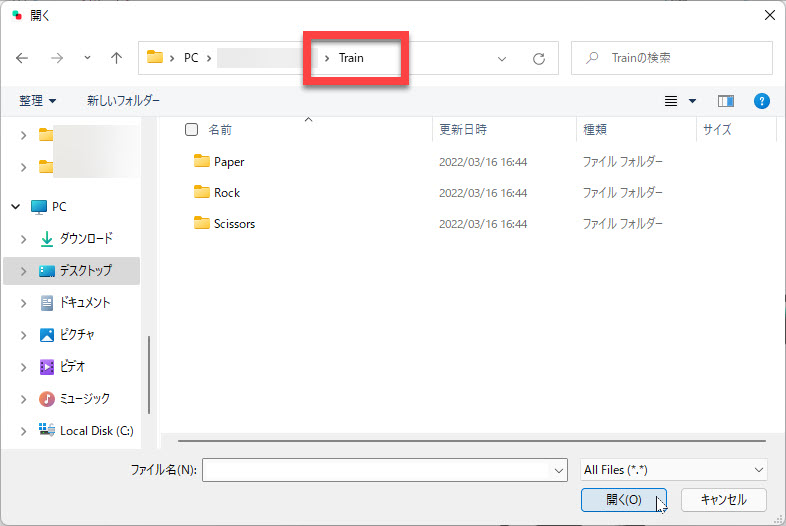 開く
PC
Train
Trainの検索
整理
新しいフォルダー
名前
更新日時
種類
サイズ
Paper
2022/03/16 16:44
ファイル フォルダー
Rock
2022/03/16 16:44
ファイル フォルダー
Scissors
2022/03/16 16:44
ファイル フォルダー
PC
ダウンロード
デスクトップ
ドキュメント
ピクチャ
ビデオ
ミュージック
Local Disk (C:)
ファイル名(N):
All Files (*.*)
開く(O)
キャンセル